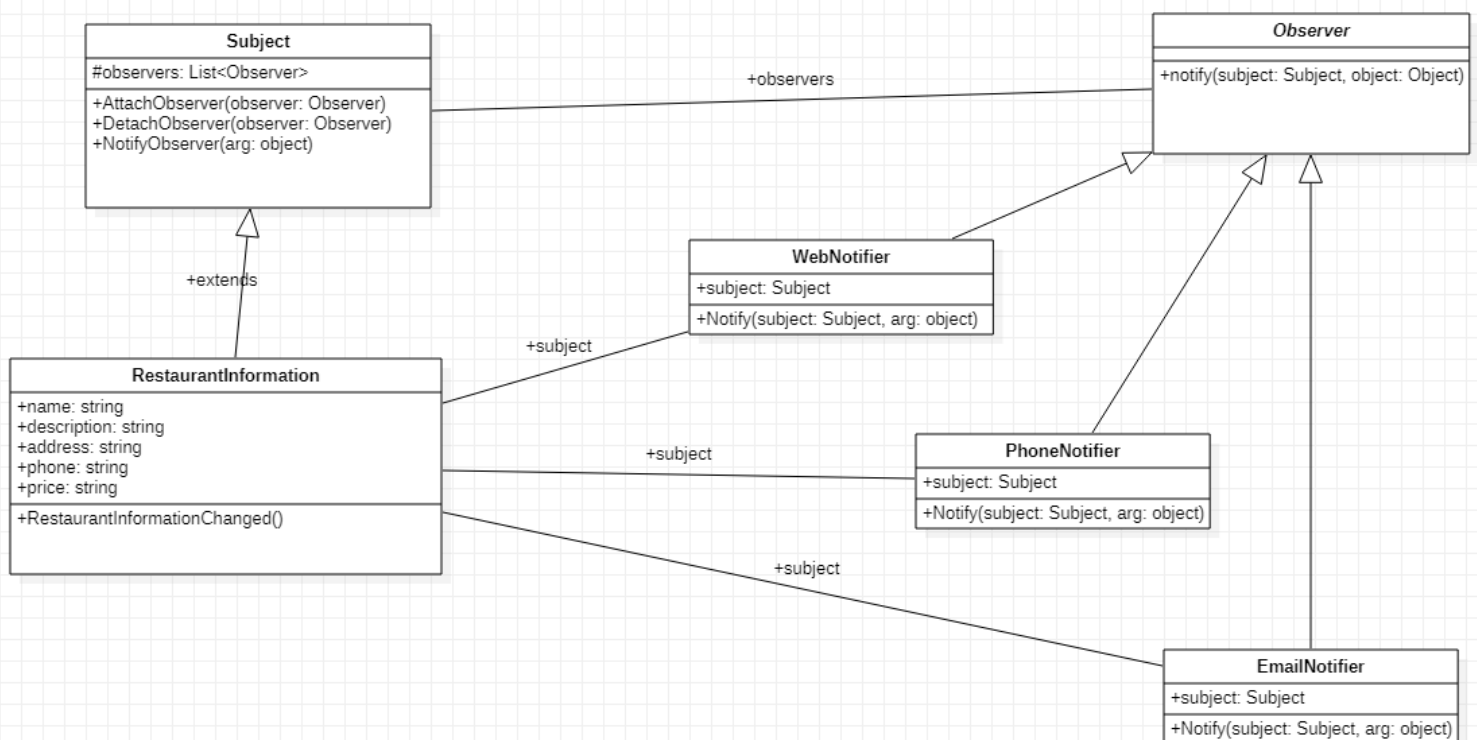 Subject
#observers: List<Observer>
+AttachObserver(observer: Observer)
+DetachObserver(observer: Observer)
+NotifyObserver(arg: object)
+observers
Observer
+notify(subject: Subject, object: Object)
+extends
WebNotifier
+subject: Subject
+Notify(subject: Subject, arg: object)
+subject
RestaurantInformation
+name: string
+description: string
+address: string
+phone: string
+price: string
+RestaurantInformationChanged()
+subject
PhoneNotifier
+subject: Subject
+Notify(subject: Subject, arg: object)
+subject
EmailNotifier
+subject: Subject
+Notify(subject: Subject, arg: object)